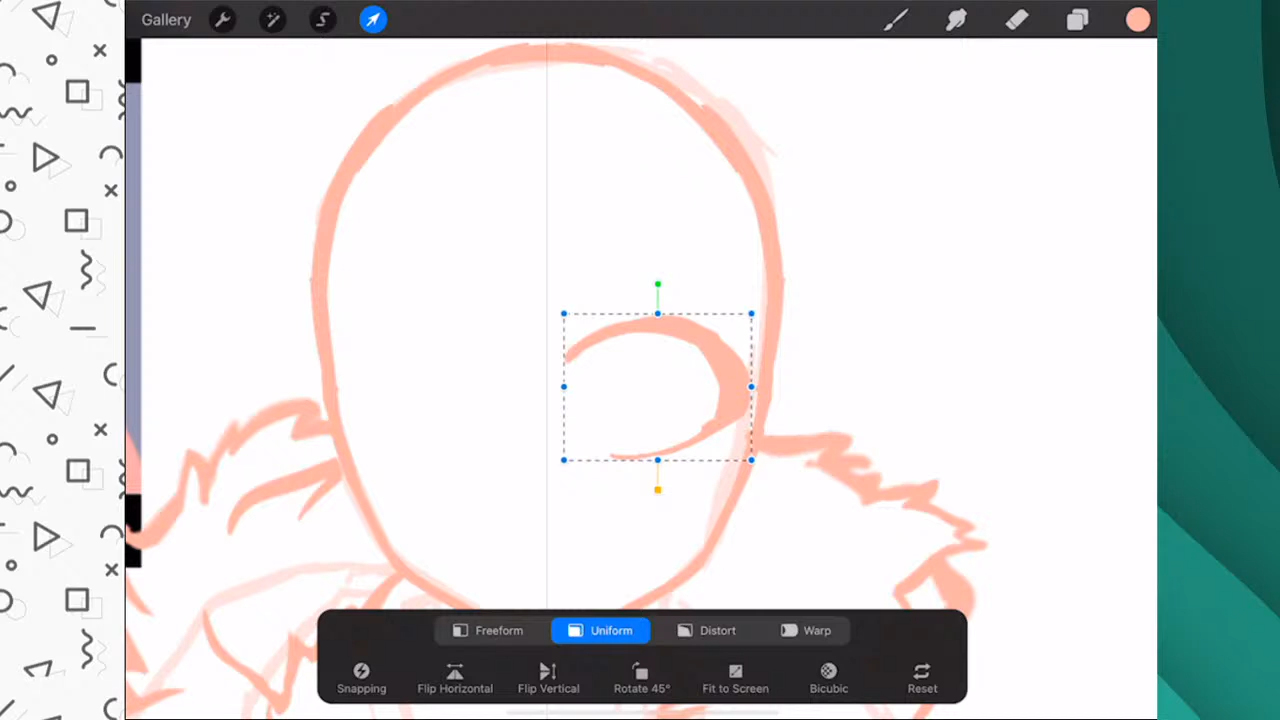 Gallery
Freeform Uniform Distort Warp
Snapping Flip Horizontal Flip Vertical Rotate 45° Fit to Screen Bicubic Reset